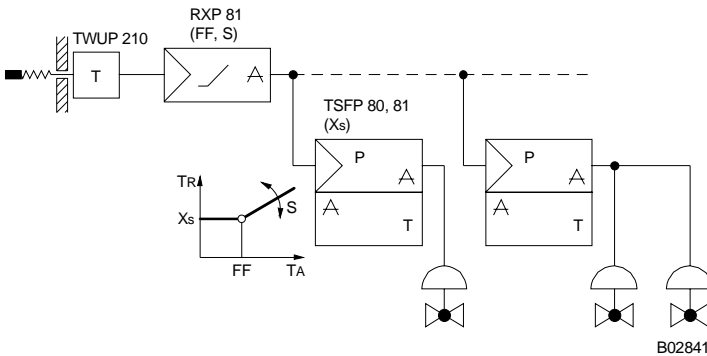 RXP 81
(FF, S)
TWUP 210
T
TSFP 80, 81
(Xs)
P
P
TR
S
Xs
T
T
FF
TA
B02841